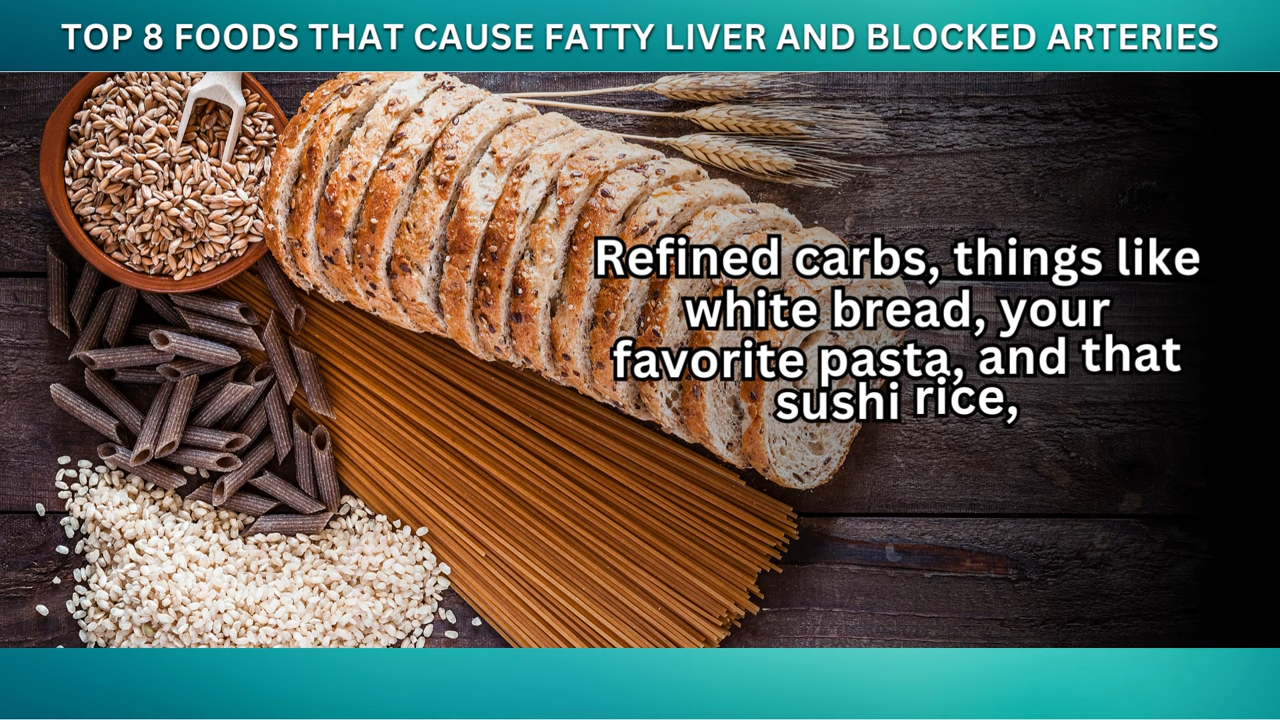 TOP 8 FOODS THAT CAUSE FATTY LIVER AND BLOCKED ARTERIES
Refined carbs, things like
white bread, your
favorite pasta, and that
sushi rice,